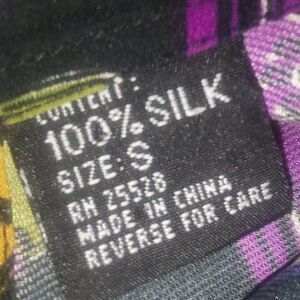 CONTENT:
100% SILK
SIZE: S
RN 25528
MADE IN CHINA
REVERSE FOR CARE